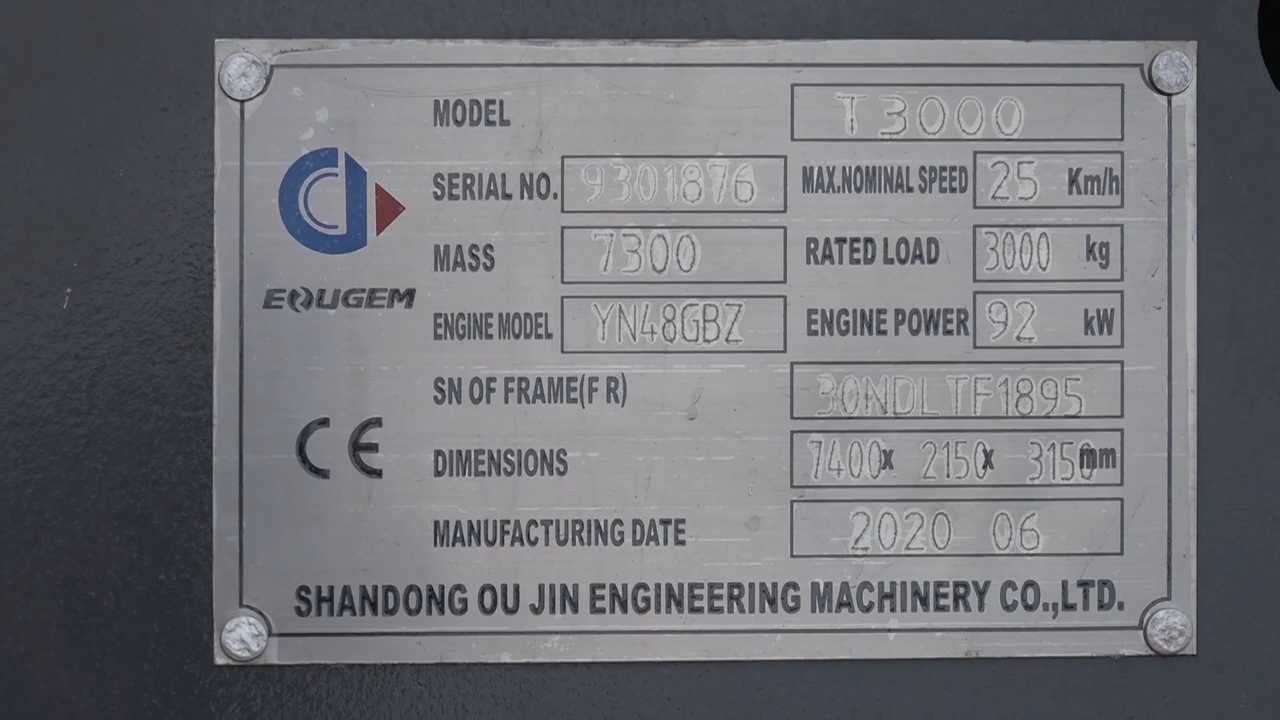 MODEL T3000
SERIAL NO. 9301876 MAX.NOMINAL SPEED 25 Km/h
MASS 7300 RATED LOAD 3000 kg
EOUGEM
ENGINE MODEL YN48GBZ ENGINE POWER 92 kW
SN OF FRAME(F R) 30NDLTF1895
CE
DIMENSIONS 7400x 2150x 3150mm
MANUFACTURING DATE 2020 06
SHANDONG OU JIN ENGINEERING MACHINERY CO.,LTD.